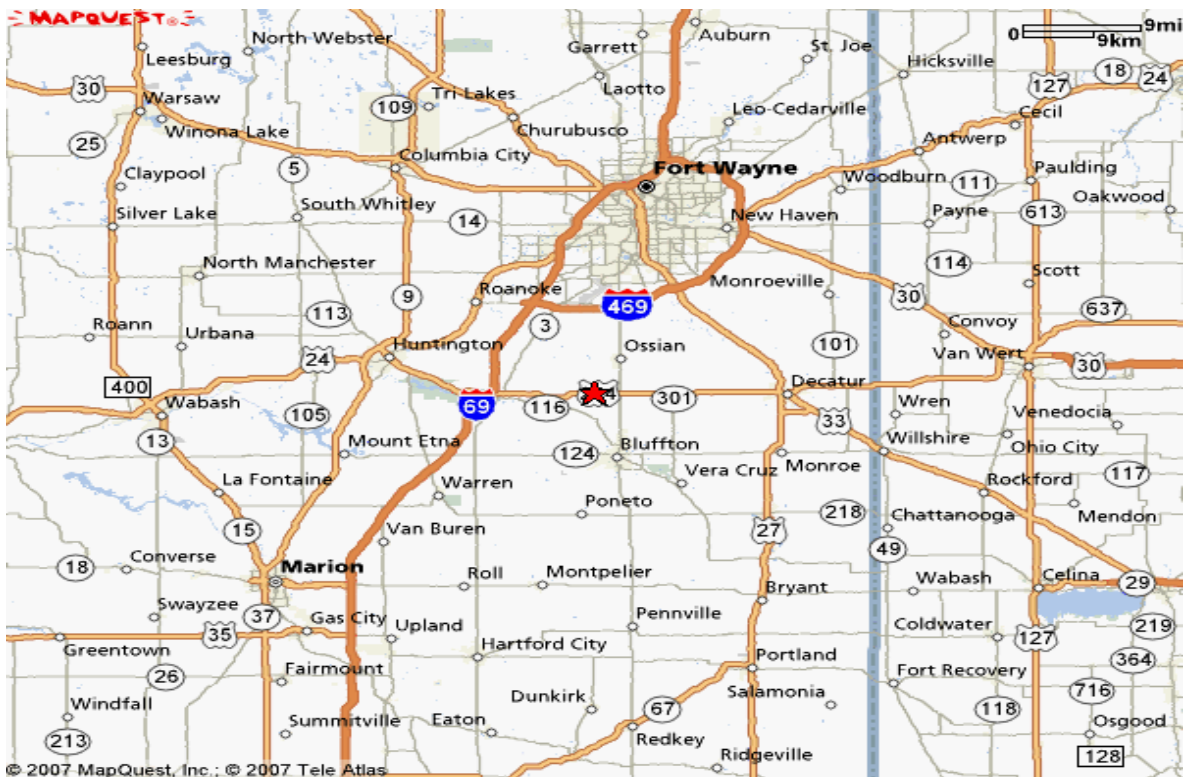 MAPQUEST®
North Webster
Garrett
Auburn
0
9mi
9km
Leesburg
St. Joe
Hicksville
18
24
30
Laotto
127
Warsaw
109
Tri Lakes
Leo-Cedarville
Cecil
Winona Lake
Churubusco
Antwerp
25
Columbia City
5
Fort Wayne
Paulding
Claypool
Woodburn
111
Oakwood
South Whitley
14
Silver Lake
New Haven
Payne
613
North Manchester
Monroeville
114
Scott
9
Roanoke
469
30
113
3
637
Roann
Urbana
Convoy
Huntington
Ossian
101
Van Wert
24
30
400
Decatur
Wabash
69
116
4
301
Wren
Venedocia
105
33
13
Mount Etna
124
Bluffton
Willshire
Ohio City
Vera Cruz
Monroe
117
La Fontaine
Warren
Rockford
Poneto
218
Chattanooga
Mendon
15
Van Buren
27
49
18
Converse
Marion
Roll
Montpelier
Bryant
Wabash
Celina
29
Swayzee
37
Gas City
Pennville
Coldwater
219
35
Upland
127
Greentown
Hartford City
Portland
364
26
Fairmount
Fort Recovery
Windfall
Dunkirk
Salamonia
716
118
Summitville
Eaton
67
Osgood
213
Redkey
Ridgeville
128
© 2007 MapQuest, Inc.; © 2007 Tele Atlas